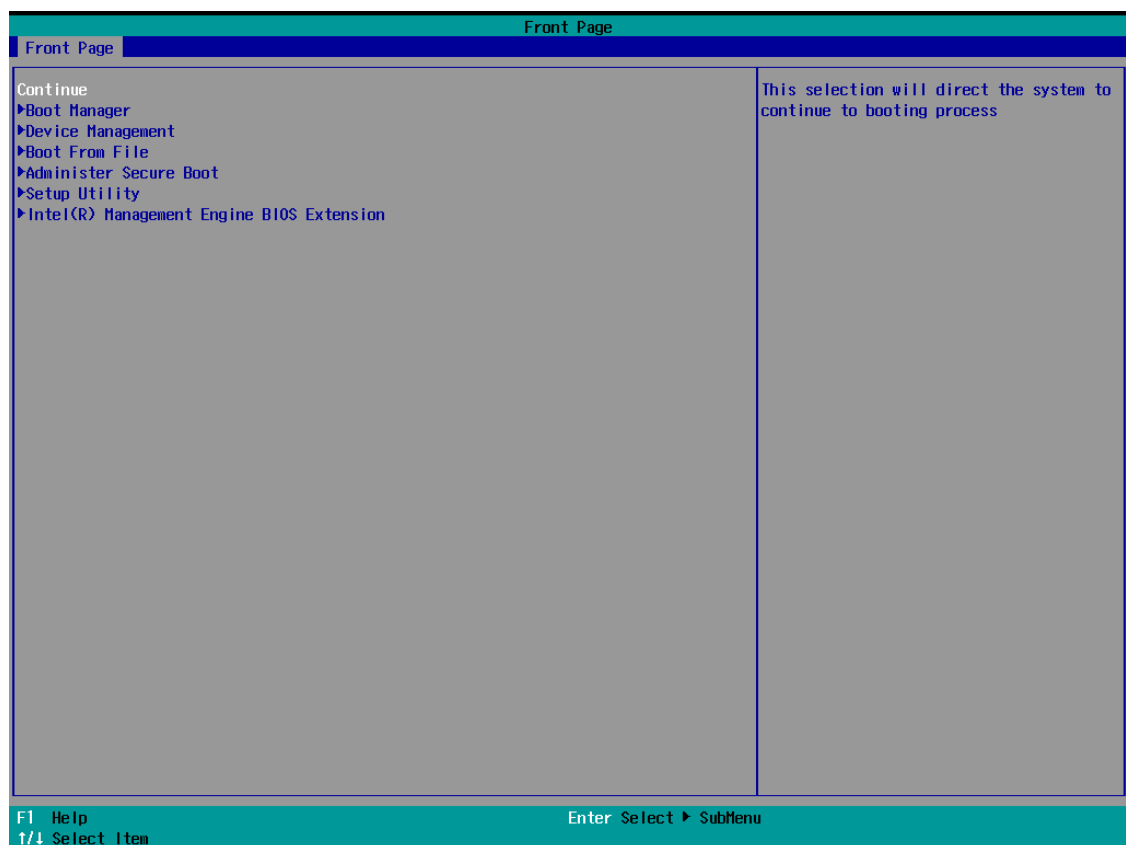 Front Page
Front Page
Continue
▶Boot Manager
▶Device Management
▶Boot From File
▶Administer Secure Boot
▶Setup Utility
▶Intel(R) Management Engine BIOS Extension
This selection will direct the system to
continue to booting process
F1 Help
Enter Select ▶ SubMenu
↑/↓ Select Item